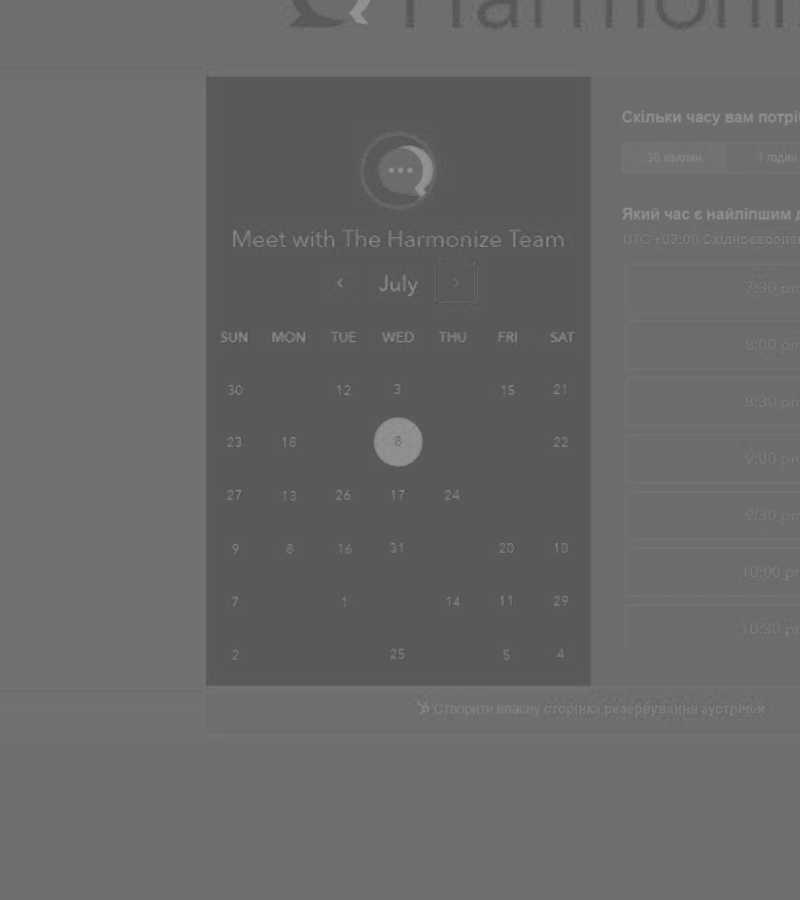 Harmoni
Meet with The Harmonize Team
‹ July ›
SUN MON TUE WED THU FRI SAT
30 12 3 15 21
23 18 8 22
27 13 26 17 24
9 8 16 31 20 10
7 1 14 11 29
2 25 5 4
Скільки часу вам потрі
30 хвилин 1 годин
Який час є найліпшим д
UTC +03:00 Східноєвропе
7:30 pm
8:00 pm
8:30 pm
9:00 pm
9:30 pm
10:00 pm
10:30 pm
Створити власну сторінку резервування зустрічей